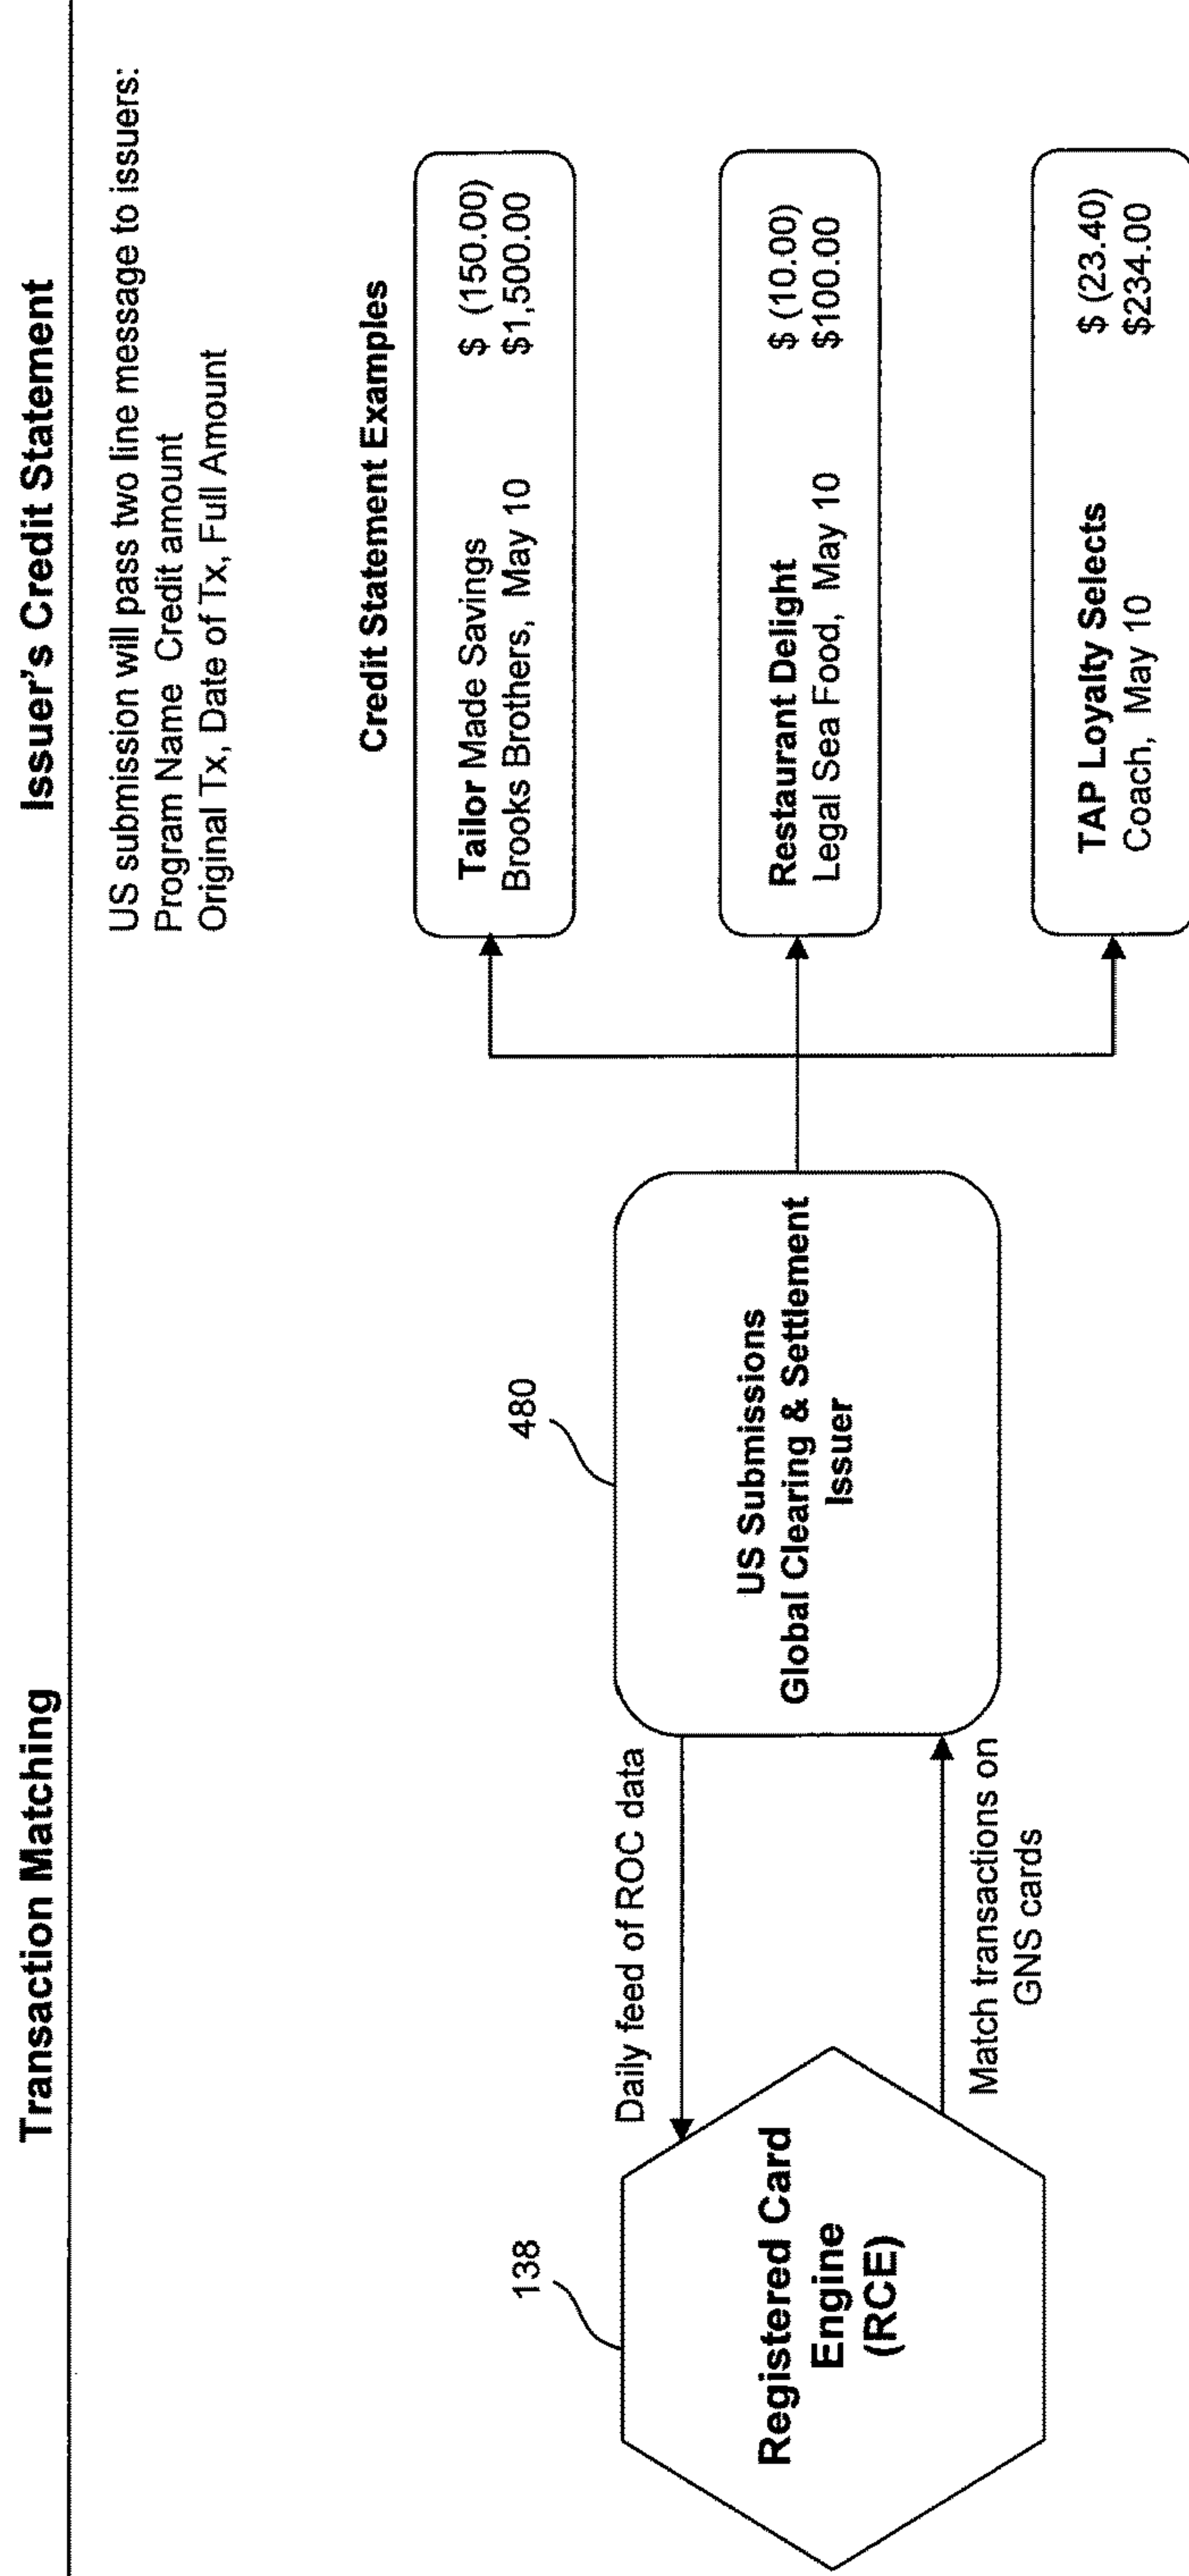 Transaction Matching
Issuer's Credit Statement
US submission will pass two line message to issuers:
Program Name  Credit amount
Original Tx, Date of Tx, Full Amount
138
Registered Card
Engine
(RCE)
Daily feed of ROC data
Match transactions on
GNS cards
480
US Submissions
Global Clearing & Settlement
Issuer
Credit Statement Examples
Tailor Made Savings $ (150.00)
Brooks Brothers, May 10 $1,500.00
Restaurant Delight $ (10.00)
Legal Sea Food, May 10 $100.00
TAP Loyalty Selects $ (23.40)
Coach, May 10 $234.00